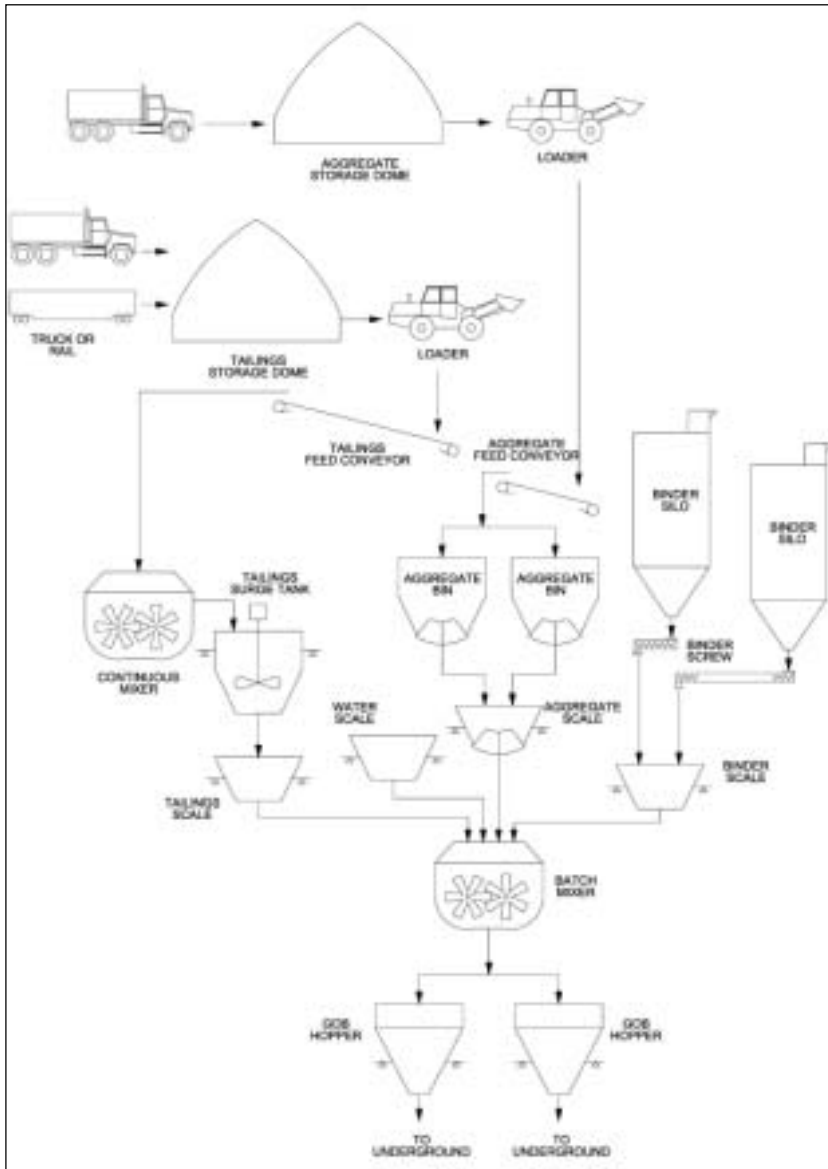 AGGREGATE
STORAGE DOME
LOADER
TRUCK OR
RAIL
TAILINGS
STORAGE DOME
LOADER
TAILINGS
FEED CONVEYOR
AGGREGATE
FEED CONVEYOR
BINDER
SILO
BINDER
SILO
AGGREGATE
BIN
AGGREGATE
BIN
TAILINGS
SURGE TANK
CONTINUOUS
MIXER
BINDER
SCREW
WATER
SCALE
AGGREGATE
SCALE
TAILINGS
SCALE
BINDER
SCALE
BATCH
MIXER
GOB
HOPPER
GOB
HOPPER
TO
UNDERGROUND
TO
UNDERGROUND